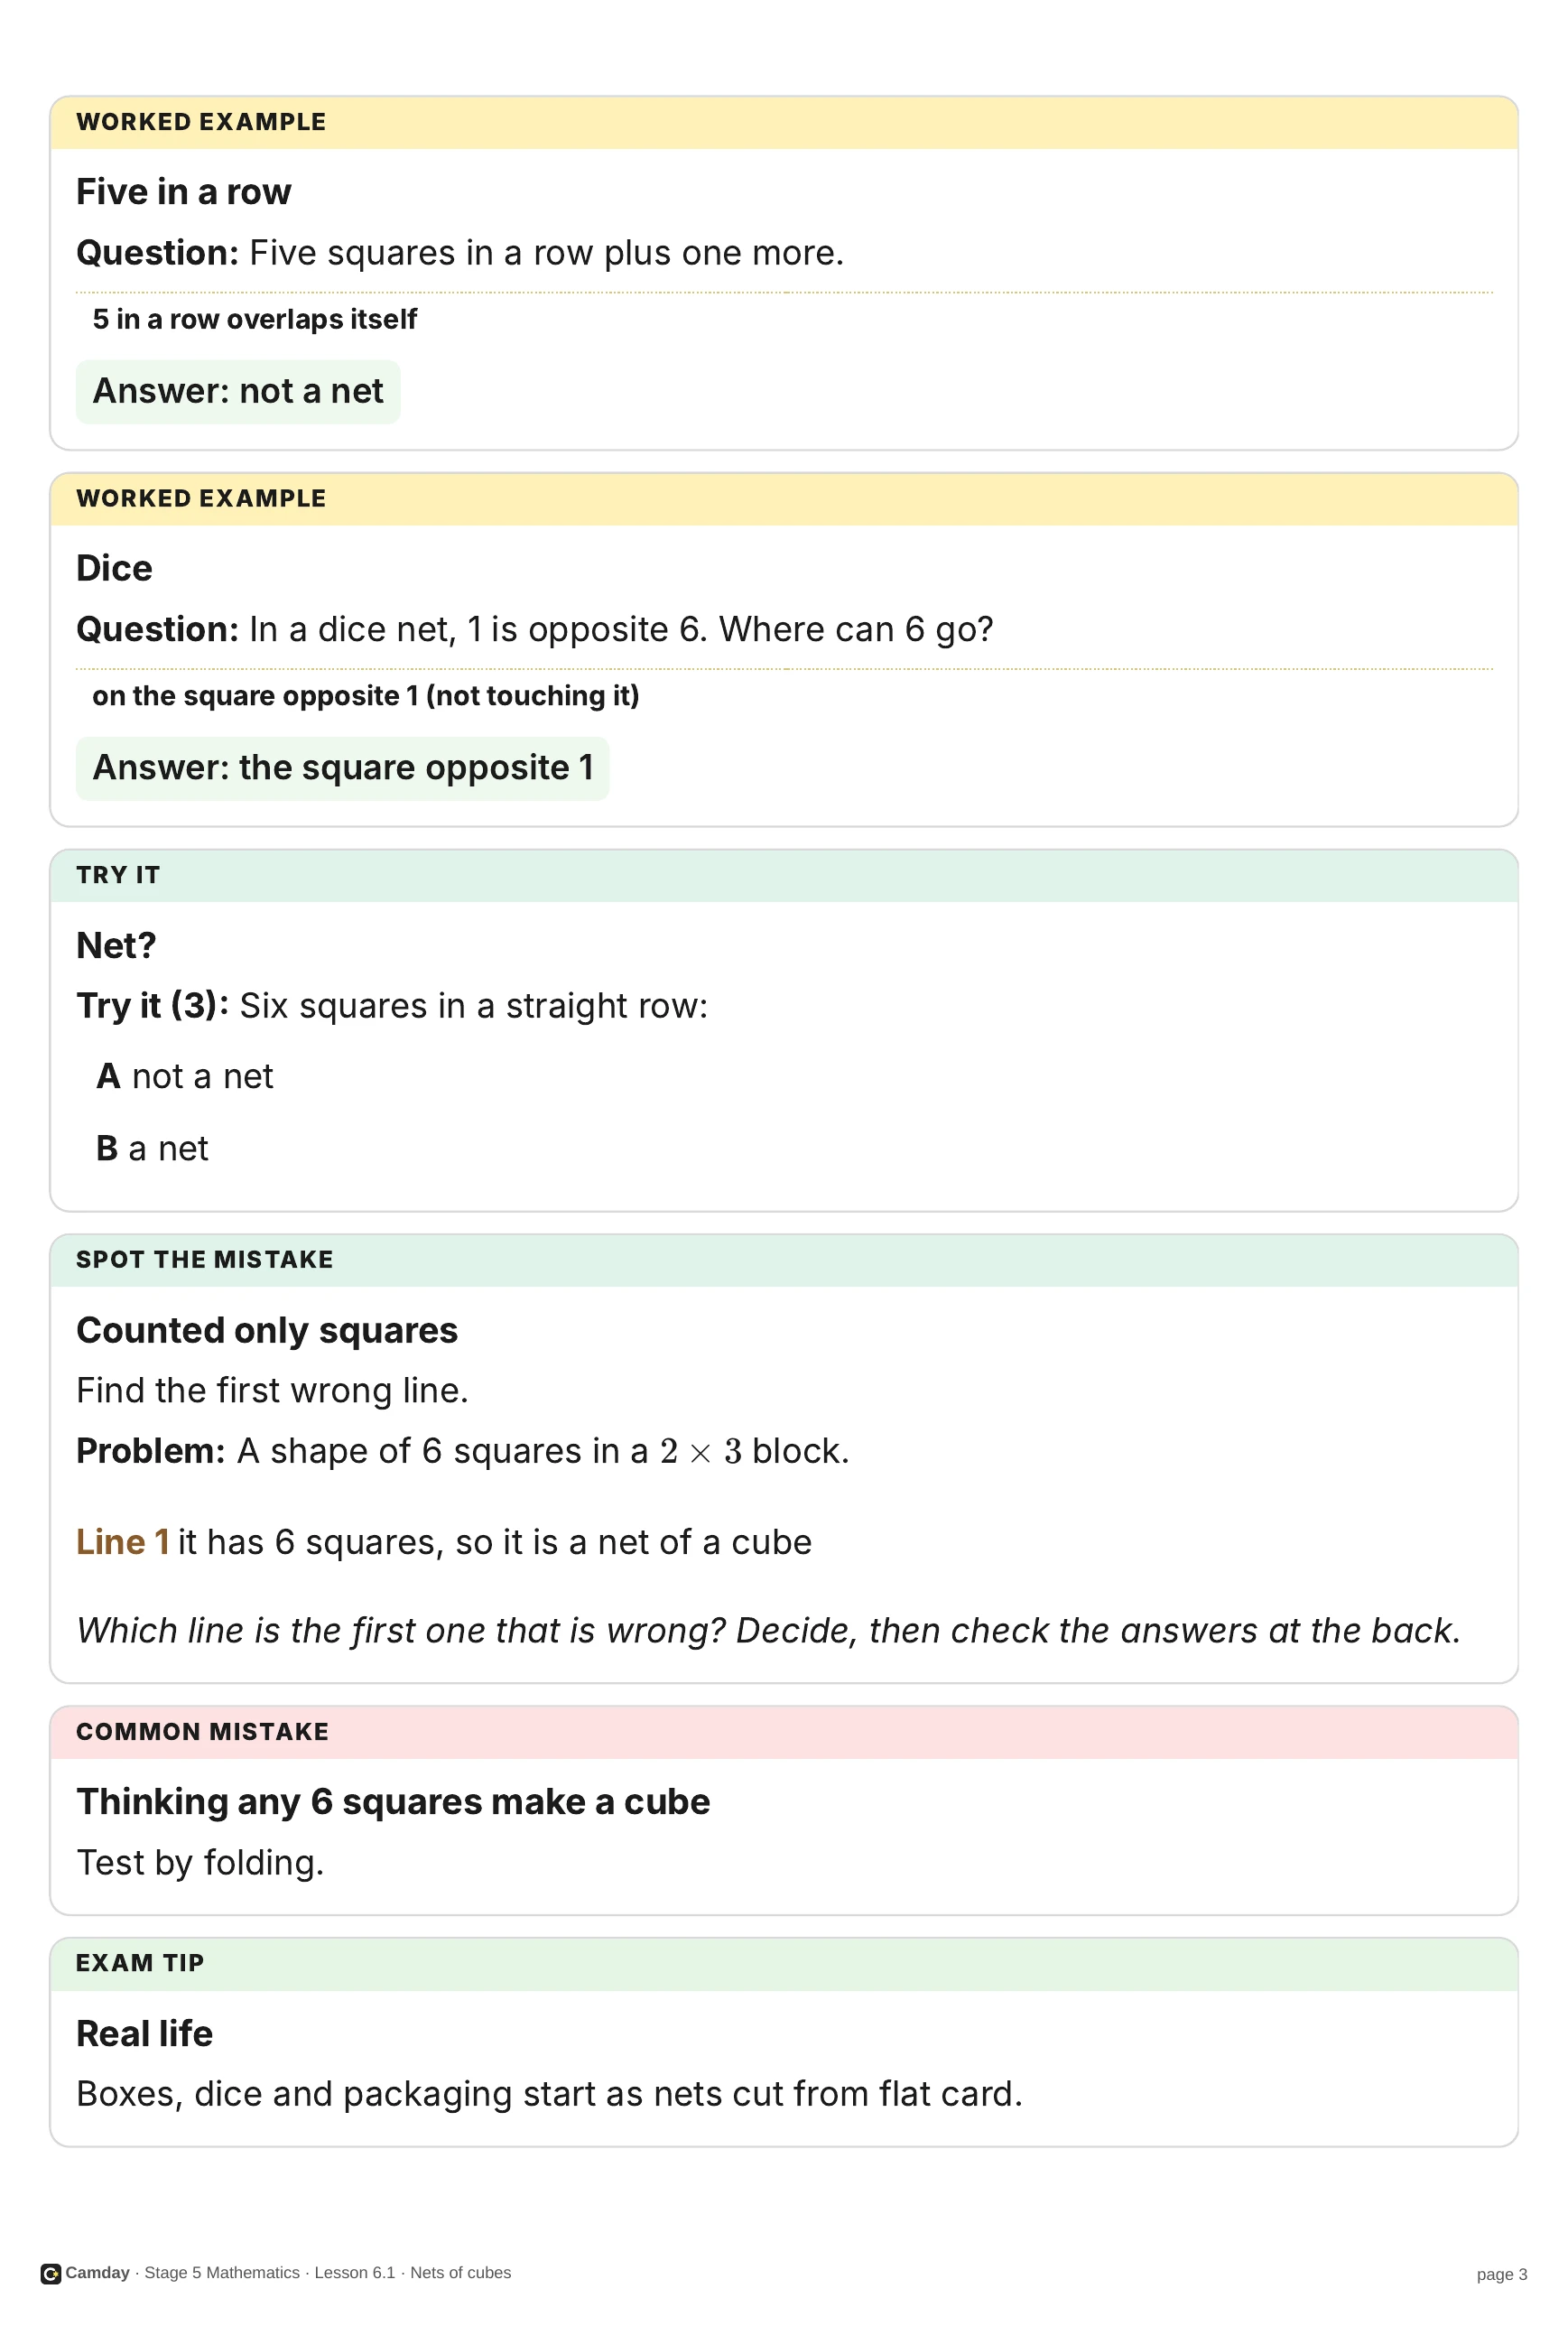 WORKED EXAMPLE
Five in a row
Question: Five squares in a row plus one more.
5 in a row overlaps itself
Answer: not a net
WORKED EXAMPLE
Dice
Question: In a dice net, 1 is opposite 6. Where can 6 go?
on the square opposite 1 (not touching it)
Answer: the square opposite 1
TRY IT
Net?
Try it (3): Six squares in a straight row:
A not a net
B a net
SPOT THE MISTAKE
Counted only squares
Find the first wrong line.
Problem: A shape of 6 squares in a 2 × 3 block.
Line 1 it has 6 squares, so it is a net of a cube
Which line is the first one that is wrong? Decide, then check the answers at the back.
COMMON MISTAKE
Thinking any 6 squares make a cube
Test by folding.
EXAM TIP
Real life
Boxes, dice and packaging start as nets cut from flat card.
Camday · Stage 5 Mathematics · Lesson 6.1 · Nets of cubes
page 3